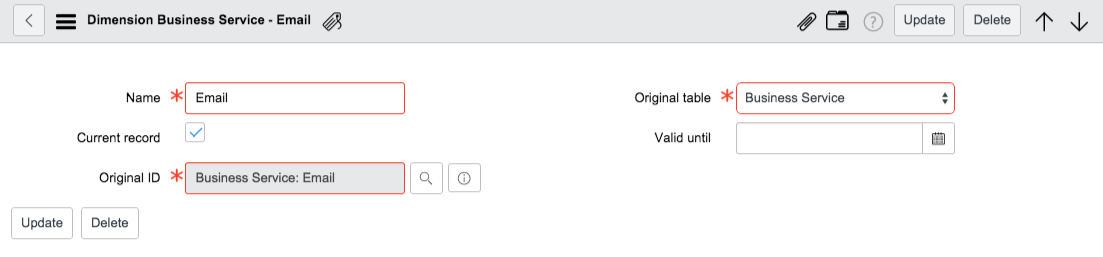 Dimension Business Service - Email
? Update Delete
Name * Email Original table * Business Service
Current record Valid until
Original ID * Business Service: Email
Update Delete